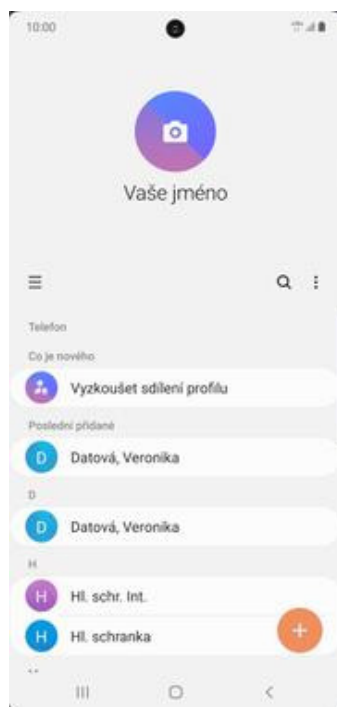 10:00
Vaše jméno
Telefon
Co je nového
Vyzkoušet sdílení profilu
Poslední přidané
D Datová, Veronika
D
D Datová, Veronika
H
H Hl. schr. Int.
H Hl. schranka